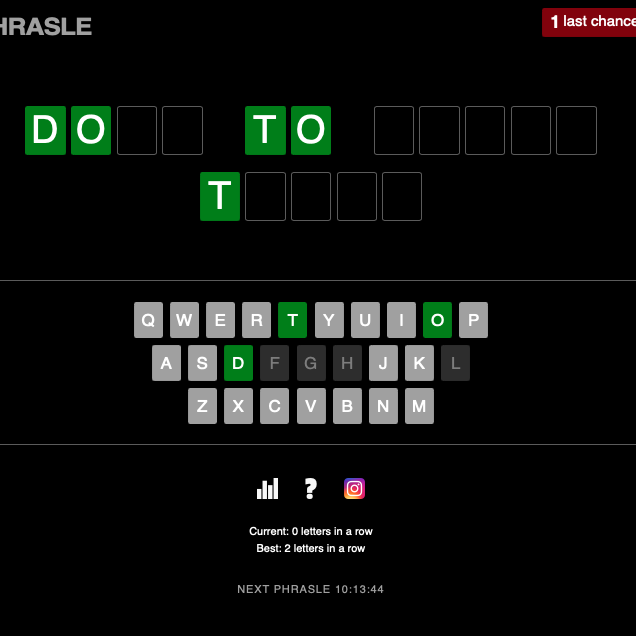 HRASLE
1 last chance
D O T O
T
Q W E R T Y U I O P
A S D F G H J K L
Z X C V B N M
?
Current: 0 letters in a row
Best: 2 letters in a row
NEXT PHRASLE 10:13:44